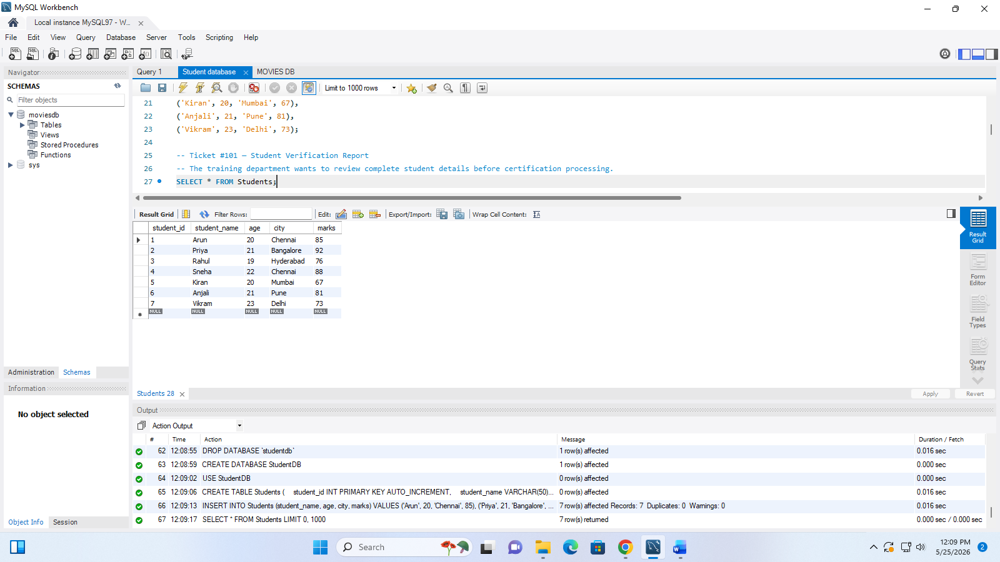 MySQL Workbench
Local instance MySQL97 - W... ×
File Edit View Query Database Server Tools Scripting Help
Navigator
SCHEMAS
Filter objects
moviesdb
Tables
Views
Stored Procedures
Functions
sys
Administration Schemas
Information
No object selected
Object Info Session
Query 1 Student database × MOVIES DB
Limit to 1000 rows
21 ('Kiran', 20, 'Mumbai', 67),
22 ('Anjali', 21, 'Pune', 81),
23 ('Vikram', 23, 'Delhi', 73);
24
25 -- Ticket #101 – Student Verification Report
26 -- The training department wants to review complete student details before certification processing.
27 SELECT * FROM Students;
Result Grid Filter Rows: Edit: Export/Import: Wrap Cell Content: IA
student_id student_name age city marks
1 Arun 20 Chennai 85
2 Priya 21 Bangalore 92
3 Rahul 19 Hyderabad 76
4 Sneha 22 Chennai 88
5 Kiran 20 Mumbai 67
6 Anjali 21 Pune 81
7 Vikram 23 Delhi 73
NULL NULL NULL NULL NULL
Result
Grid
Form
Editor
Field
Types
Query
Stats
Students 28 ×
Apply Revert
Output
Action Output
# Time Action Message Duration / Fetch
62 12:08:55 DROP DATABASE `studentdb` 1 row(s) affected 0.016 sec
63 12:08:59 CREATE DATABASE StudentDB 1 row(s) affected 0.000 sec
64 12:09:02 USE StudentDB 0 row(s) affected 0.000 sec
65 12:09:06 CREATE TABLE Students ( student_id INT PRIMARY KEY AUTO_INCREMENT, student_name VARCHAR(50)... 0 row(s) affected 0.016 sec
66 12:09:13 INSERT INTO Students (student_name, age, city, marks) VALUES ('Arun', 20, 'Chennai', 85), ('Priya', 21, 'Bangalore', ... 7 row(s) affected Records: 7 Duplicates: 0 Warnings: 0 0.016 sec
67 12:09:17 SELECT * FROM Students LIMIT 0, 1000 7 row(s) returned 0.000 sec / 0.000 sec
Search
12:09 PM
5/25/2026
2